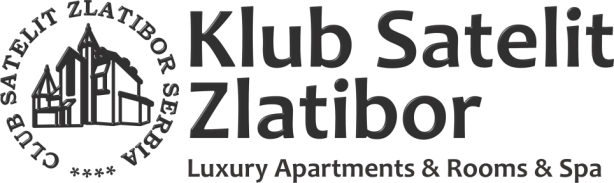 CLUB SATELIT ZLATIBOR SERBIA
****
Klub Satelit
Zlatibor
Luxury Apartments & Rooms & Spa